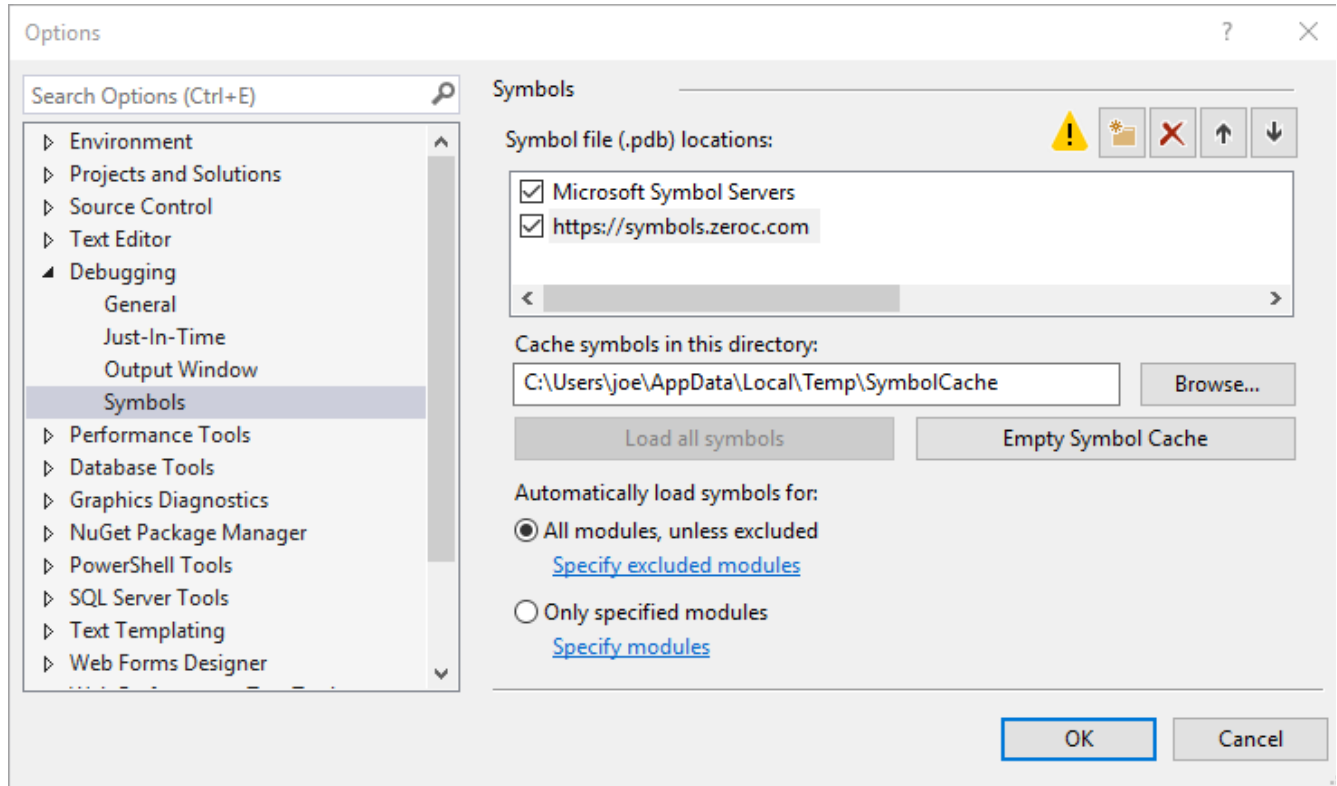 Options
Search Options (Ctrl+E)
Environment
Projects and Solutions
Source Control
Text Editor
Debugging
General
Just-In-Time
Output Window
Symbols
Performance Tools
Database Tools
Graphics Diagnostics
NuGet Package Manager
PowerShell Tools
SQL Server Tools
Text Templating
Web Forms Designer
Symbols
Symbol file (.pdb) locations:
Microsoft Symbol Servers
https://symbols.zeroc.com
Cache symbols in this directory:
C:\Users\joe\AppData\Local\Temp\SymbolCache
Browse...
Load all symbols
Empty Symbol Cache
Automatically load symbols for:
All modules, unless excluded
Specify excluded modules
Only specified modules
Specify modules
OK
Cancel